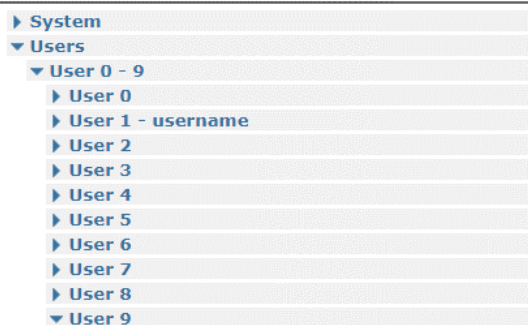 System
Users
User 0 - 9
User 0
User 1 - username
User 2
User 3
User 4
User 5
User 6
User 7
User 8
User 9